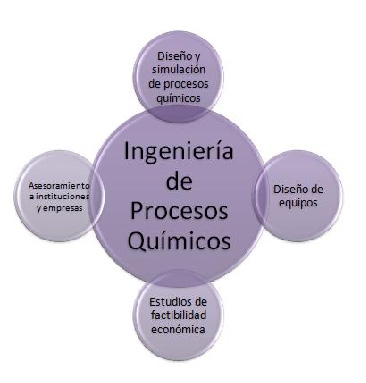 Diseño y
simulación
de procesos
químicos
Ingeniería
de
Procesos
Químicos
Asesoramiento
a instituciones
y empresas
Diseño de
equipos
Estudios de
factibilidad
económica